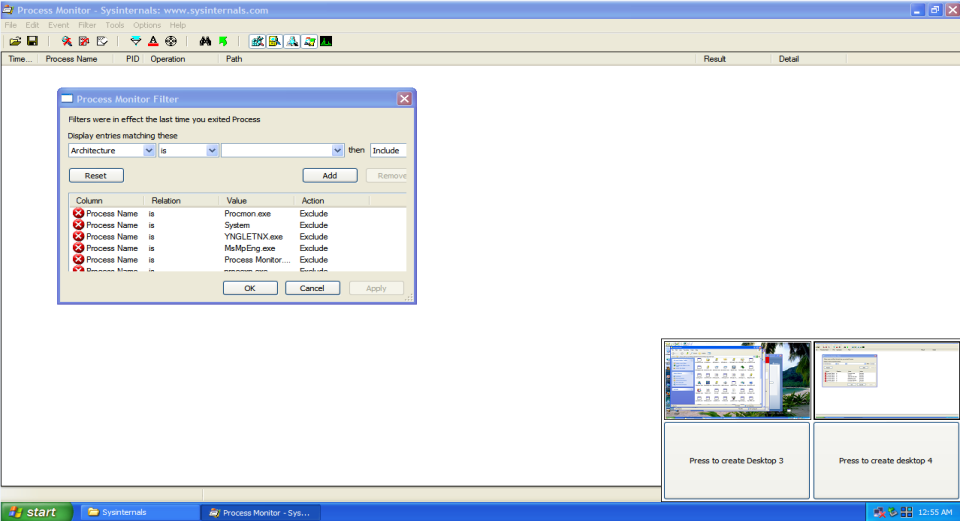 Process Monitor - Sysinternals: www.sysinternals.com
File Edit Event Filter Tools Options Help
Time... Process Name PID Operation Path Result Detail
Process Monitor Filter
Filters were in effect the last time you exited Process
Display entries matching these
Architecture is then Include
Reset Add Remove
Column Relation Value Action
Process Name is Procmon.exe Exclude
Process Name is System Exclude
Process Name is YNGLETNX.exe Exclude
Process Name is MsMpEng.exe Exclude
Process Name is Process Monitor.... Exclude
Process Name is procexp.exe Exclude
OK Cancel Apply
Press to create Desktop 3 Press to create desktop 4
start Sysinternals Process Monitor - Sys... 12:55 AM